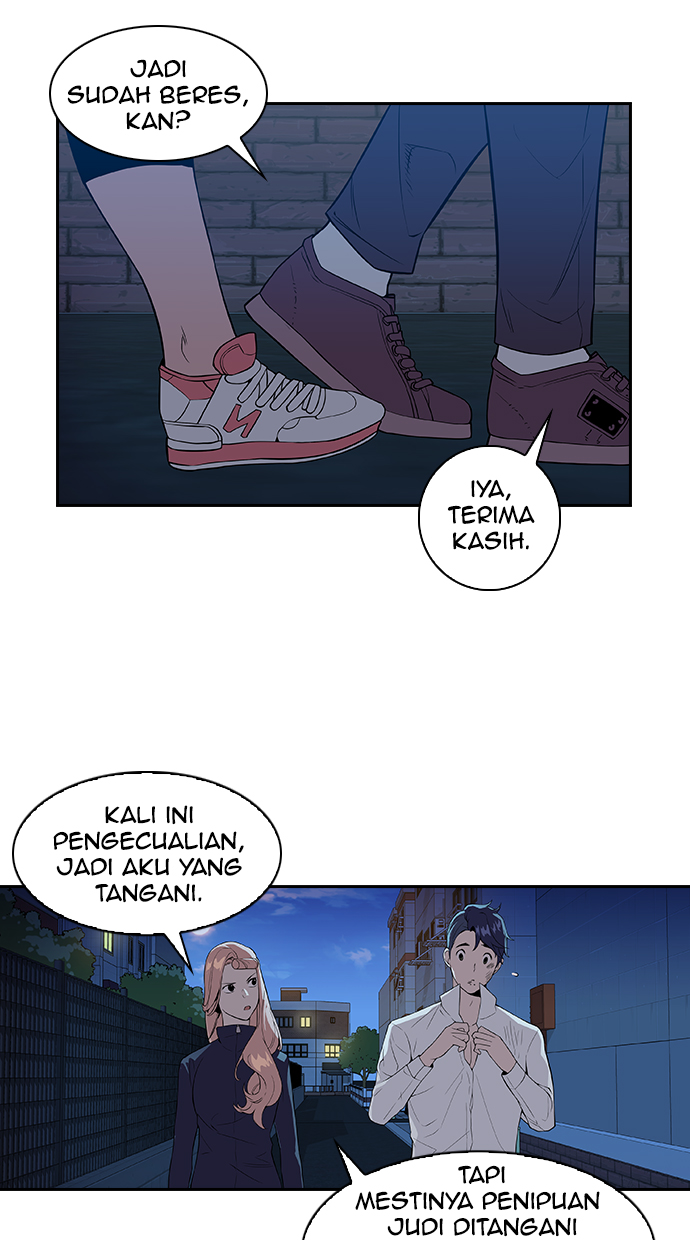 JADI
SUDAH BERES,
KAN?
IYA,
TERIMA
KASIH.
KALI INI
PENGECUALIAN,
JADI AKU YANG
TANGANI.
TAPI
MESTINYA PENIPUAN
JUDI DITANGANI